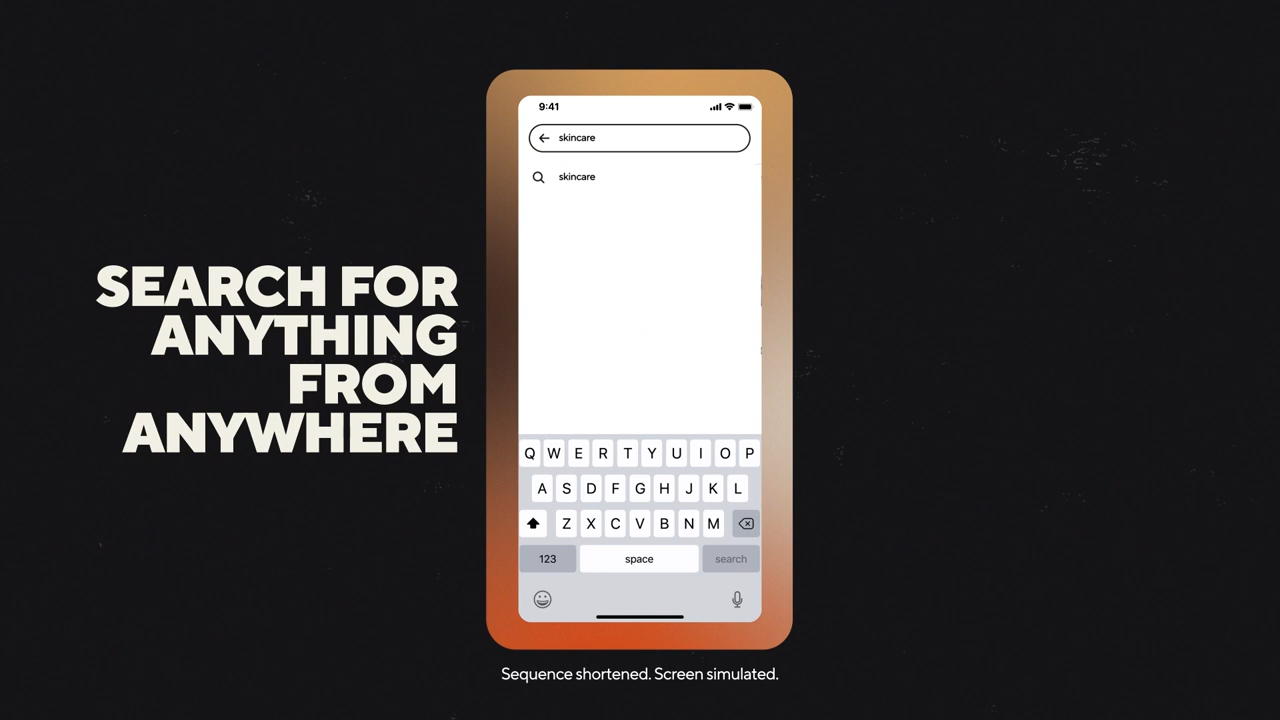 SEARCH FOR
ANYTHING
FROM
ANYWHERE
9:41
skincare
skincare
Q W E R T Y U I O P
A S D F G H J K L
Z X C V B N M
123 space search
Sequence shortened. Screen simulated.